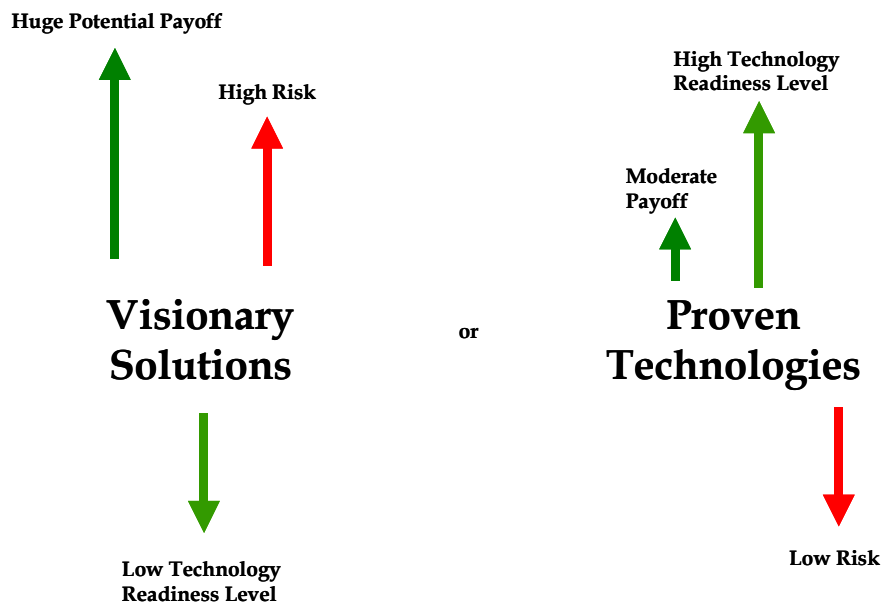 Huge Potential Payoff
High Risk
Visionary
Solutions
Low Technology
Readiness Level
or
High Technology
Readiness Level
Moderate
Payoff
Proven
Technologies
Low Risk